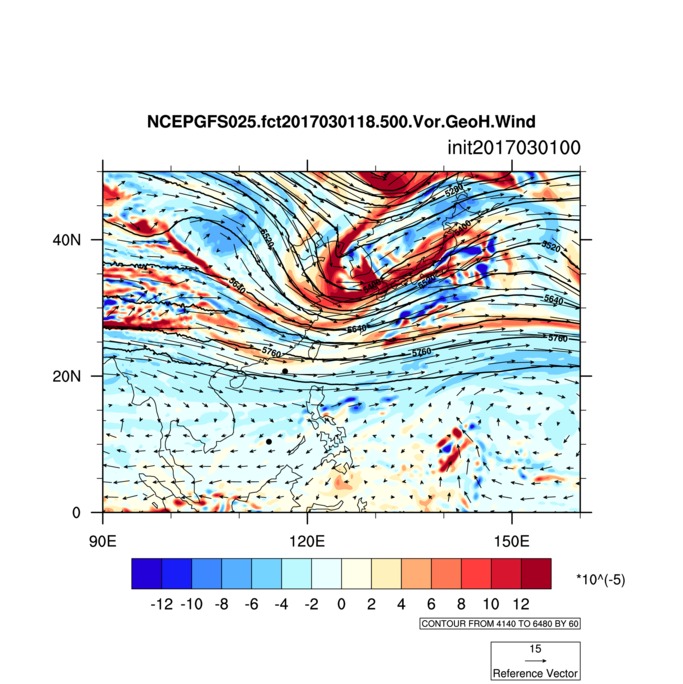 NCEPGFS025.fct2017030118.500.Vor.GeoH.Wind
init2017030100
40N
20N
0
90E 120E 150E
5280
5400
5520
5520
5640
5640
5640
5760
5760
5760
-12 -10 -8 -6 -4 -2 0 2 4 6 8 10 12
*10^(-5)
CONTOUR FROM 4140 TO 6480 BY 60
15
Reference Vector